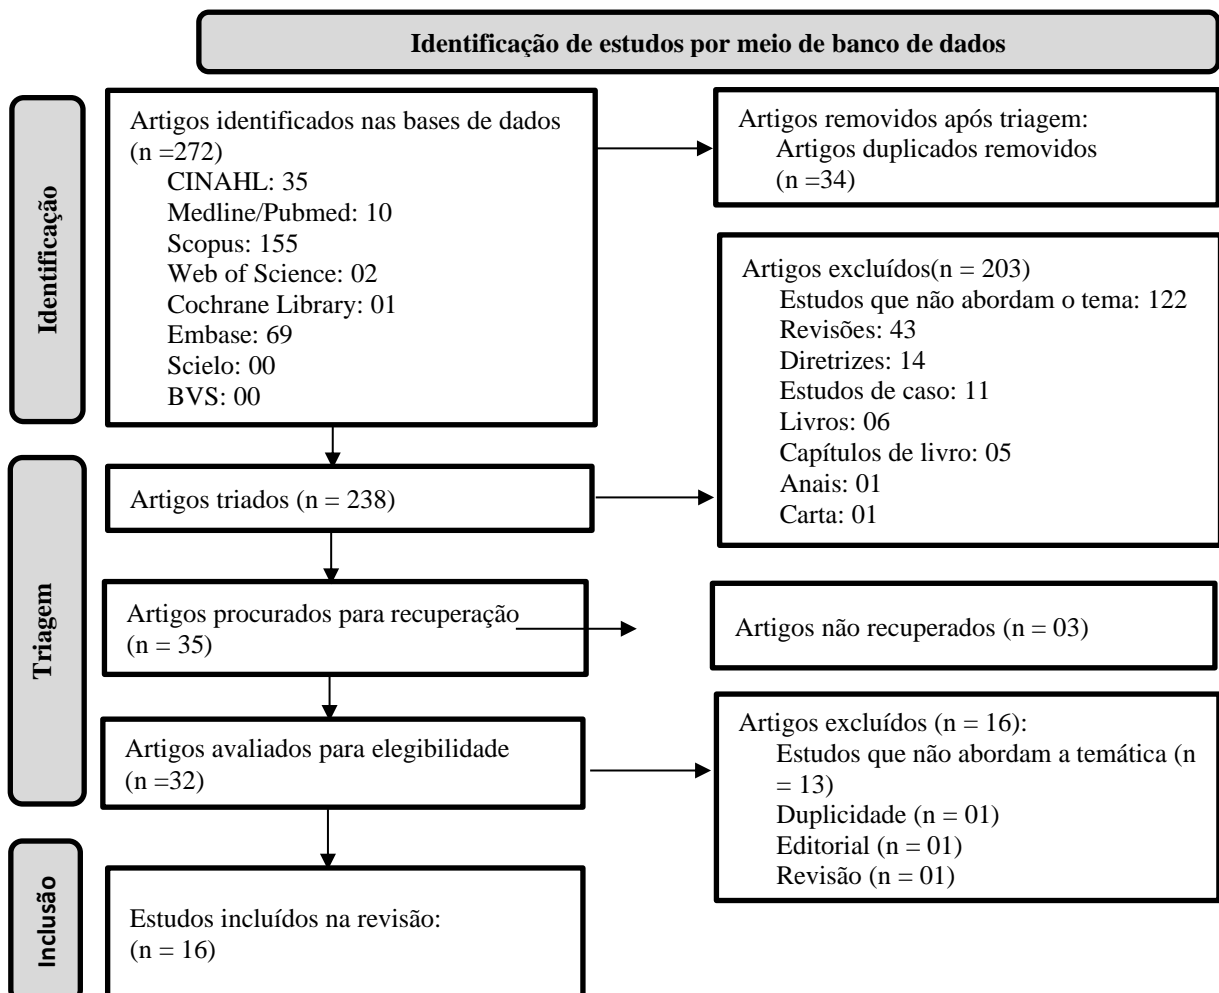 Identificação de estudos por meio de banco de dados
Identificação
Artigos identificados nas bases de dados
(n =272)
CINAHL: 35
Medline/Pubmed: 10
Scopus: 155
Web of Science: 02
Cochrane Library: 01
Embase: 69
Scielo: 00
BVS: 00
Artigos removidos após triagem:
Artigos duplicados removidos
(n =34)
Triagem
Artigos triados (n = 238)
Artigos excluídos(n = 203)
Estudos que não abordam o tema: 122
Revisões: 43
Diretrizes: 14
Estudos de caso: 11
Livros: 06
Capítulos de livro: 05
Anais: 01
Carta: 01
Artigos procurados para recuperação
(n = 35)
Artigos não recuperados (n = 03)
Artigos avaliados para elegibilidade
(n =32)
Artigos excluídos (n = 16):
Estudos que não abordam a temática (n
= 13)
Duplicidade (n = 01)
Editorial (n = 01)
Revisão (n = 01)
Inclusão
Estudos incluídos na revisão:
(n = 16)